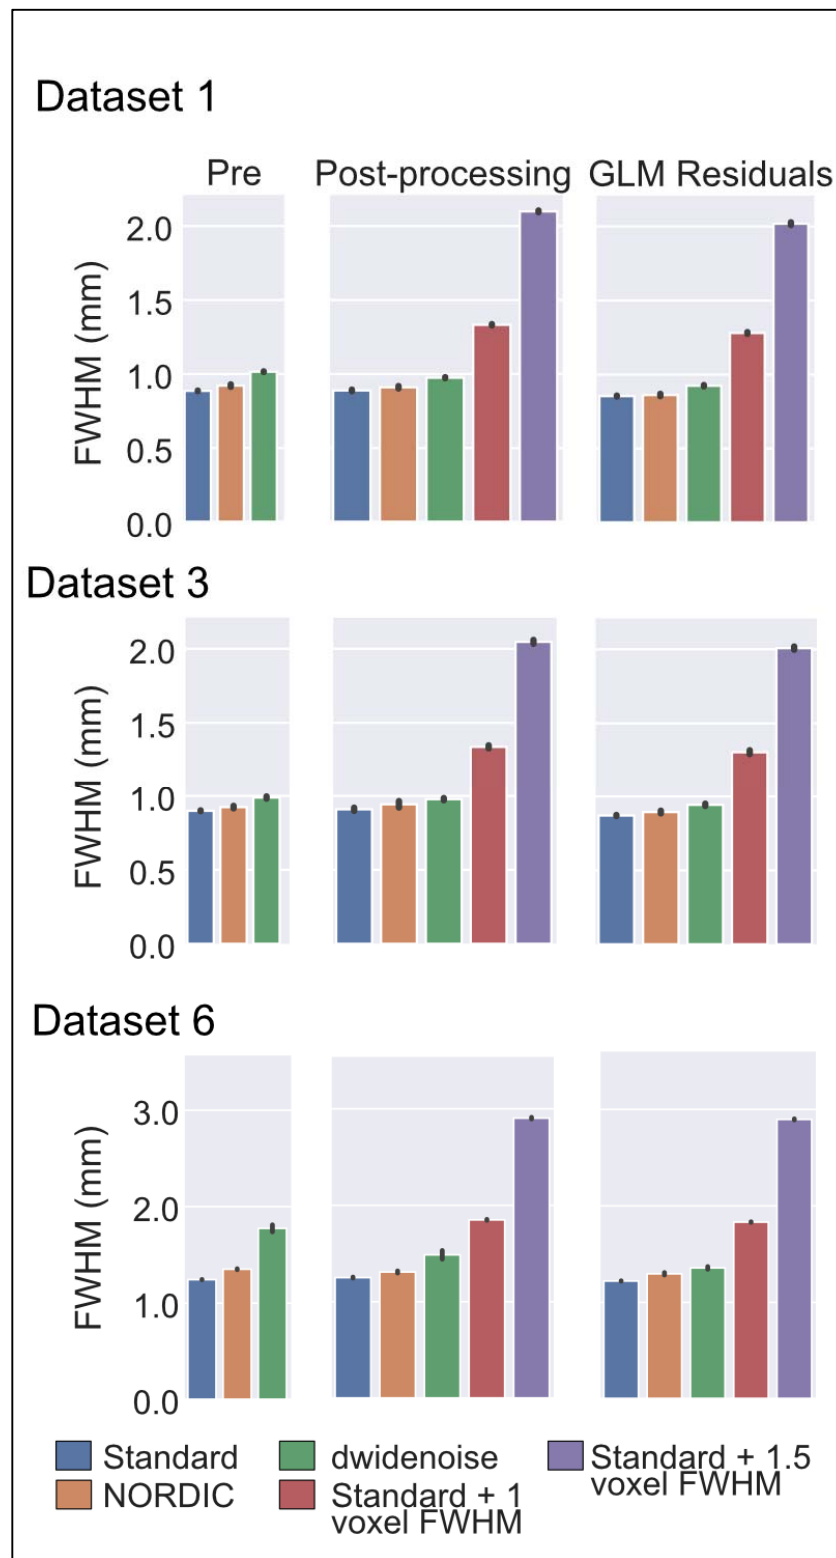 Dataset 1
Pre Post-processing GLM Residuals
FWHM (mm)
2.0
1.5
1.0
0.5
0.0
Dataset 3
FWHM (mm)
2.0
1.5
1.0
0.5
0.0
Dataset 6
FWHM (mm)
3.0
2.0
1.0
0.0
Standard
NORDIC
dwidenoise
Standard + 1
voxel FWHM
Standard + 1.5
voxel FWHM